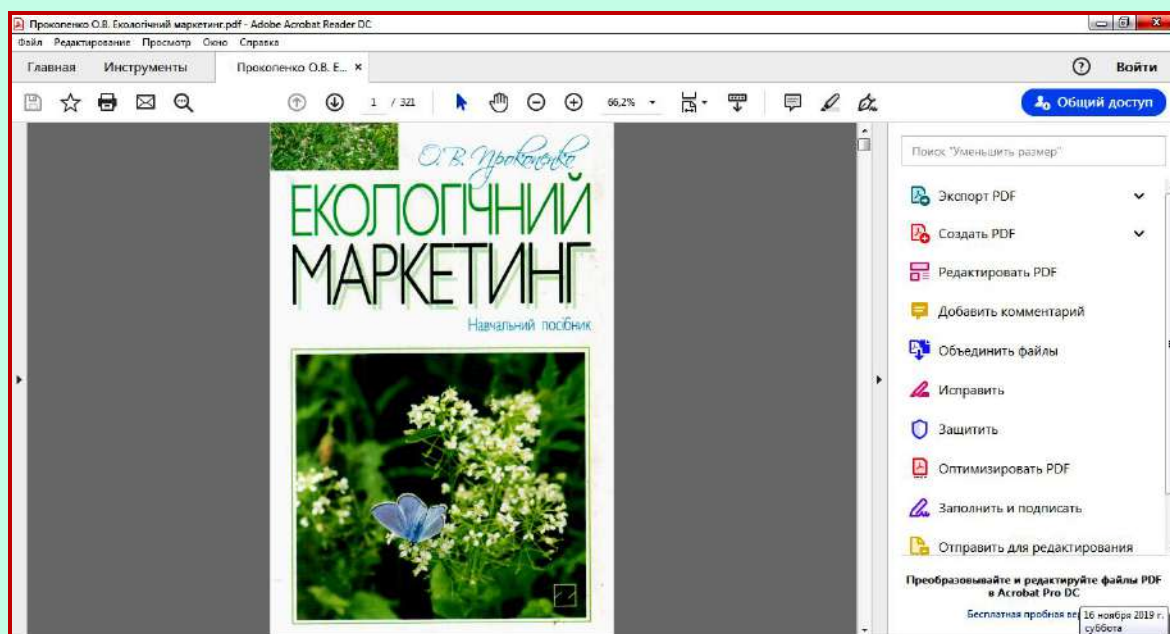 Прокопенко О.В. Екологічний маркетинг.pdf - Adobe Acrobat Reader DC
Файл Редактирование Просмотр Окно Справка
Главная Инструменты Прокопенко О.В. Е... ×
Войти
1 / 321 66,2%
Общий доступ
О. В. Прокопенко
ЕКОЛОГІЧНИЙ
МАРКЕТИНГ
Навчальний посібник
Поиск "Уменьшить размер"
Экспорт PDF
Создать PDF
Редактировать PDF
Добавить комментарий
Объединить файлы
Исправить
Защитить
Оптимизировать PDF
Заполнить и подписать
Отправить для редактирования
Преобразовывайте и редактируйте файлы PDF
в Acrobat Pro DC
Бесплатная пробная
16 ноября 2019 г.
суббота